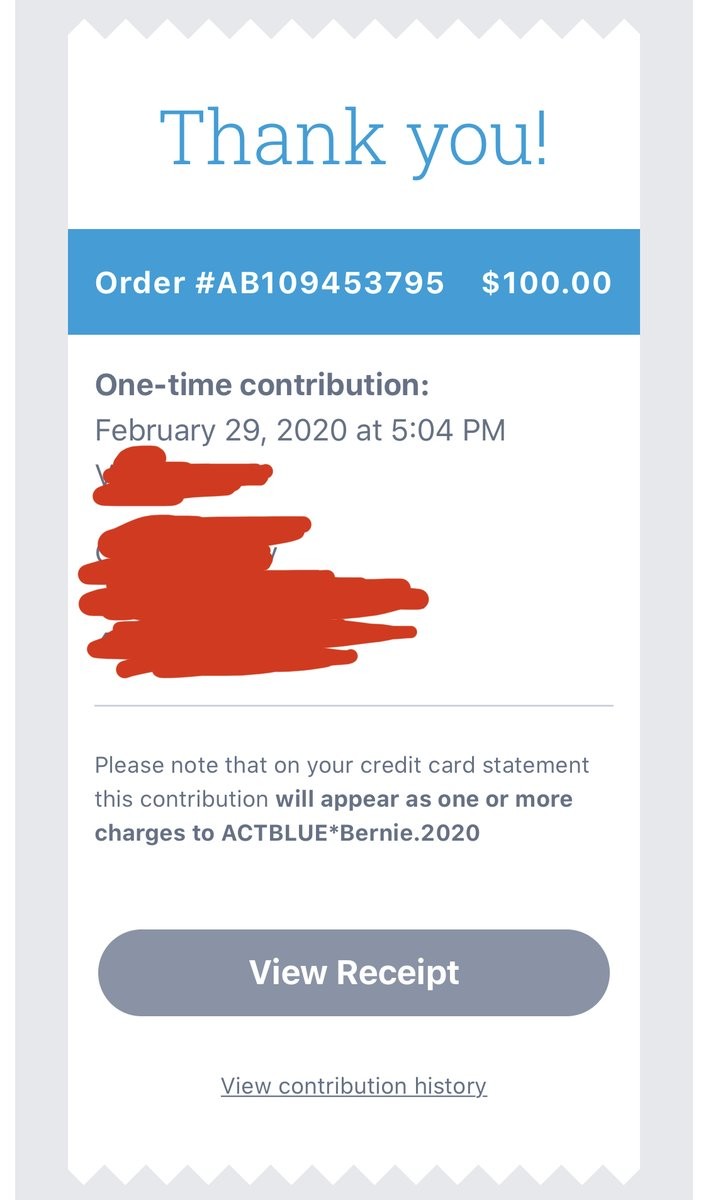 Thank you!
Order #AB109453795 $100.00
One-time contribution:
February 29, 2020 at 5:04 PM
Please note that on your credit card statement
this contribution will appear as one or more
charges to ACTBLUE*Bernie.2020
View Receipt
View contribution history